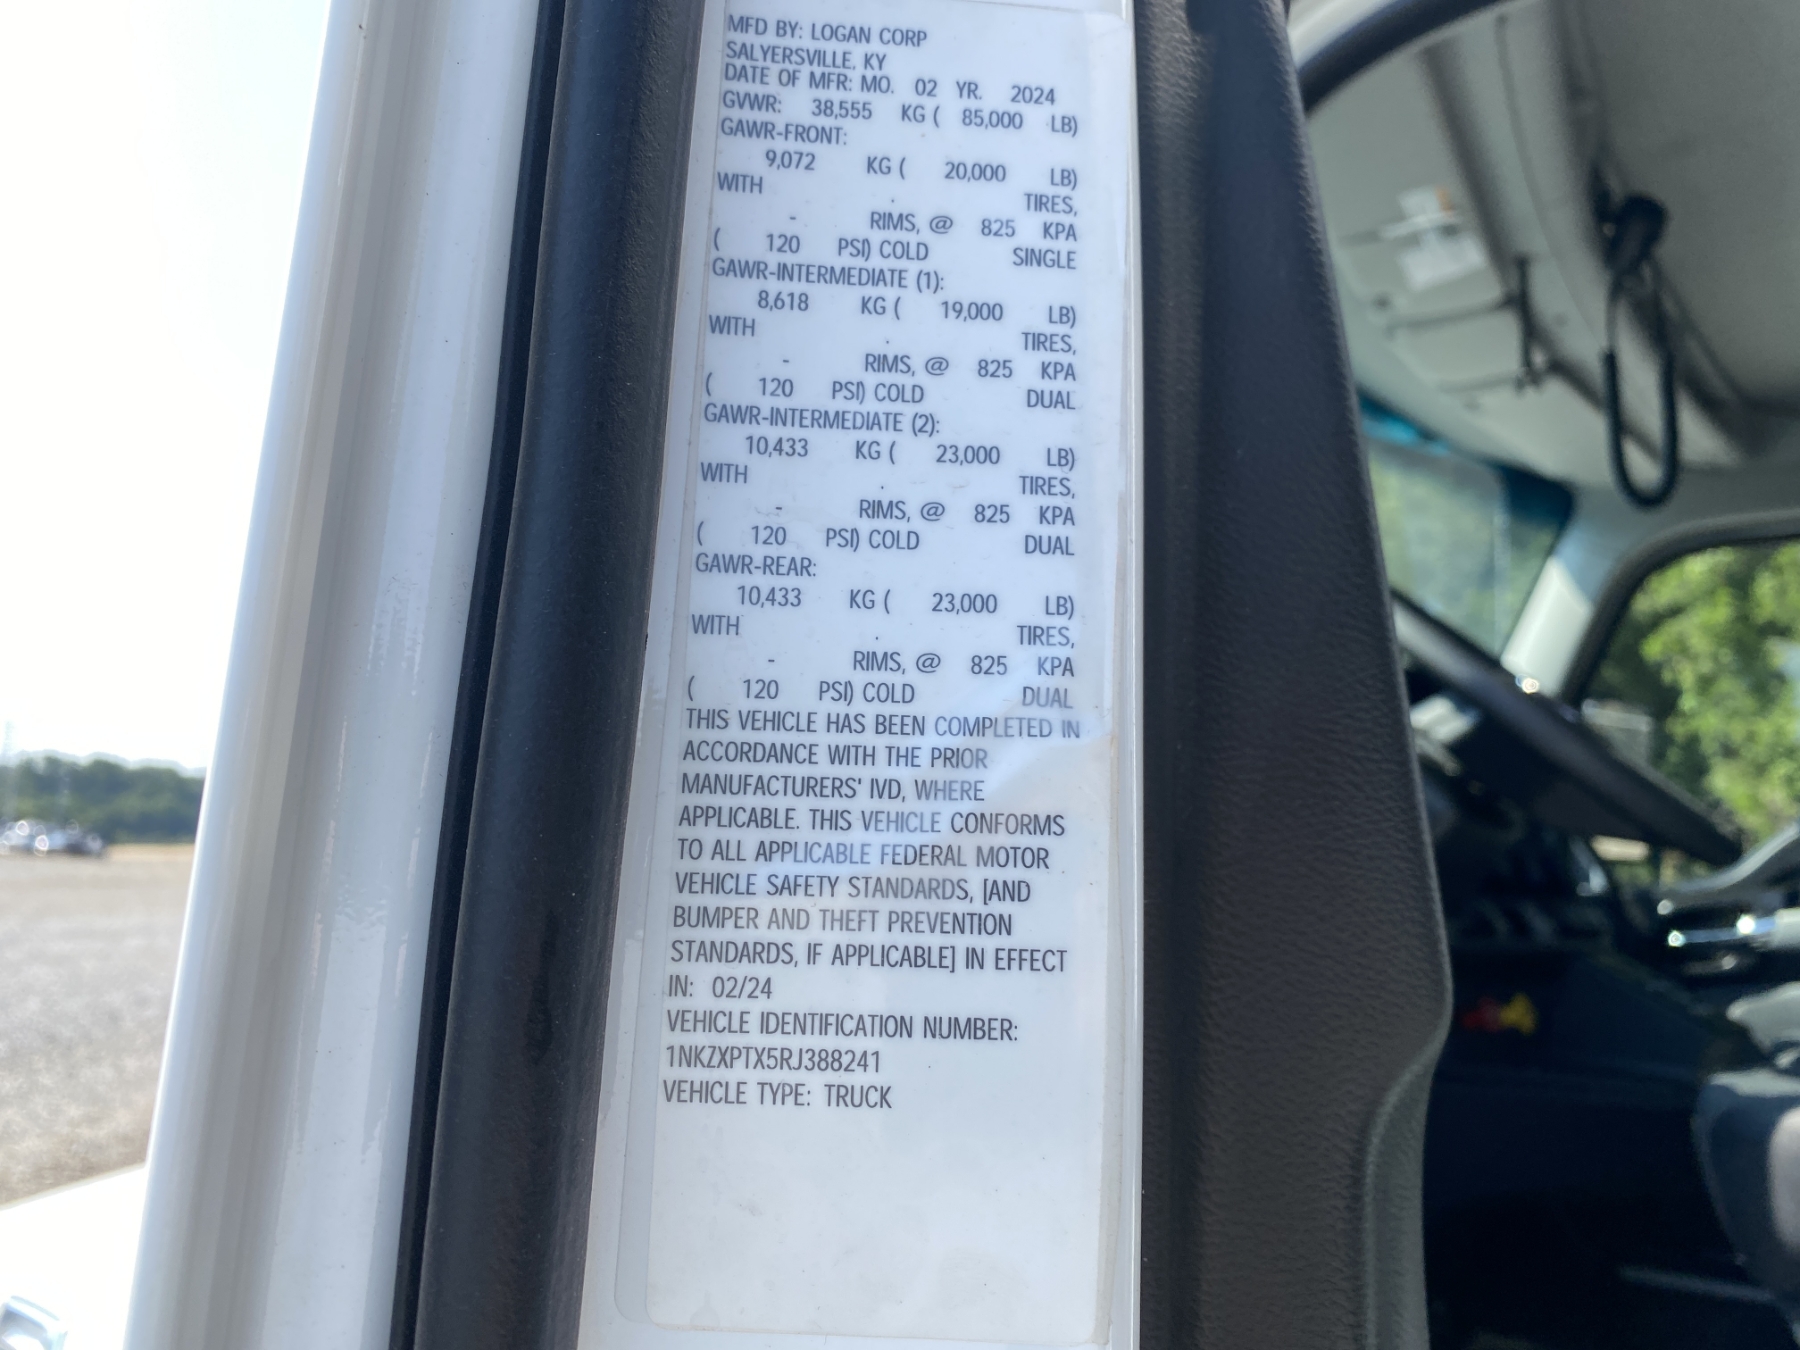 MFD BY: LOGAN CORP
SALYERSVILLE, KY
DATE OF MFR: MO. 02 YR. 2024
GVWR: 38,555 KG ( 85,000 LB)
GAWR-FRONT:
9,072 KG ( 20,000 LB)
WITH TIRES,
- RIMS, @ 825 KPA
( 120 PSI) COLD SINGLE
GAWR-INTERMEDIATE (1):
8,618 KG ( 19,000 LB)
WITH TIRES,
- RIMS, @ 825 KPA
( 120 PSI) COLD DUAL
GAWR-INTERMEDIATE (2):
10,433 KG ( 23,000 LB)
WITH TIRES,
- RIMS, @ 825 KPA
( 120 PSI) COLD DUAL
GAWR-REAR:
10,433 KG ( 23,000 LB)
WITH TIRES,
- RIMS, @ 825 KPA
( 120 PSI) COLD DUAL
THIS VEHICLE HAS BEEN COMPLETED IN
ACCORDANCE WITH THE PRIOR
MANUFACTURERS' IVD, WHERE
APPLICABLE. THIS VEHICLE CONFORMS
TO ALL APPLICABLE FEDERAL MOTOR
VEHICLE SAFETY STANDARDS, [AND
BUMPER AND THEFT PREVENTION
STANDARDS, IF APPLICABLE] IN EFFECT
IN: 02/24
VEHICLE IDENTIFICATION NUMBER:
1NKZXPTX5RJ388241
VEHICLE TYPE: TRUCK